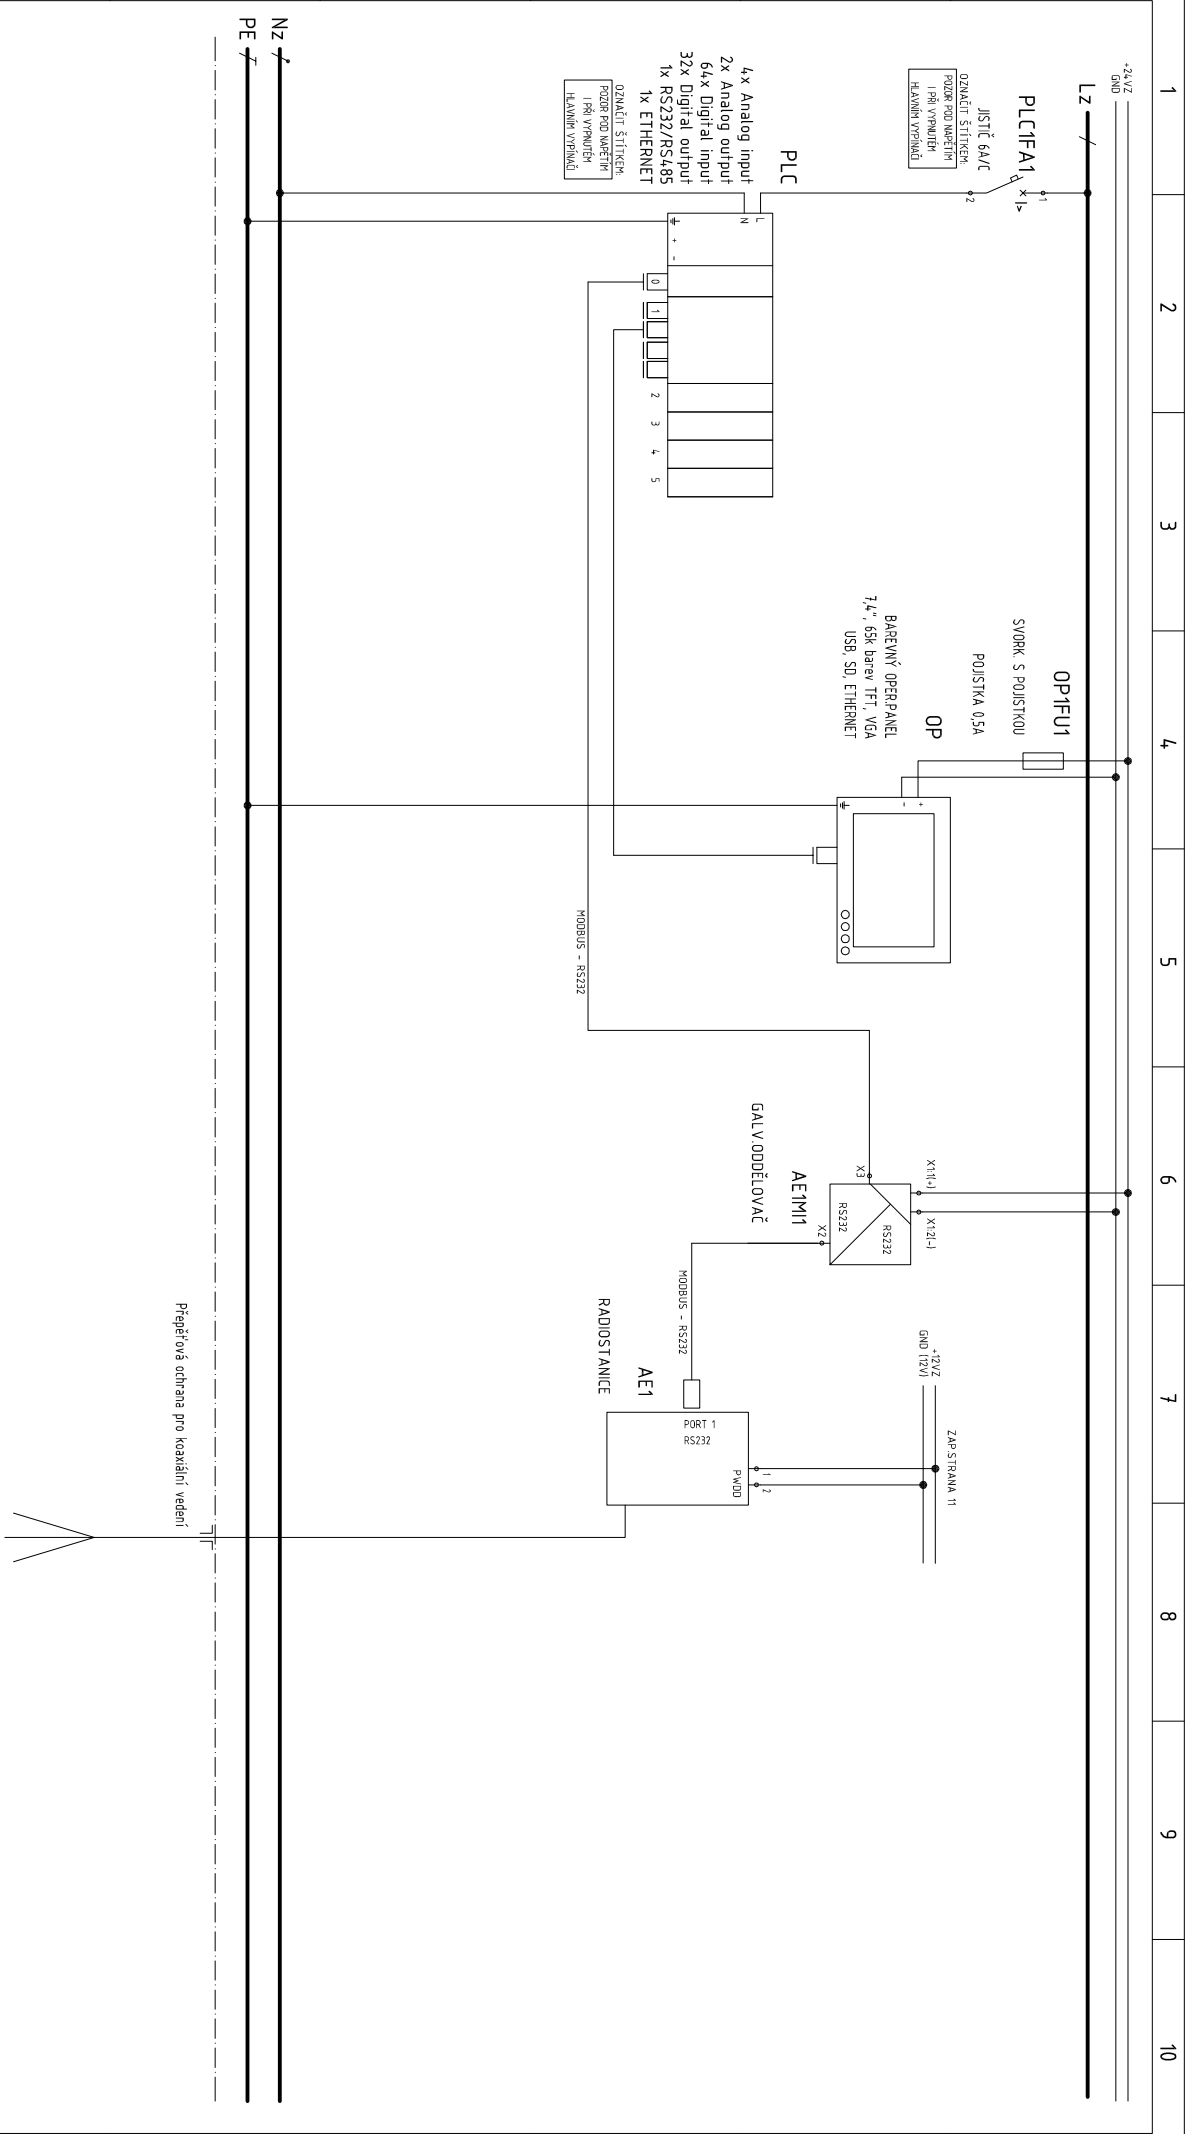 1
2
3
4
5
6
7
8
9
10
+24VZ
GND
Lz
PLC1FA1
JISTIČ 6A/C
OZNAČIT ŠTÍTKEM:
POZOR POD NAPĚTÍM
I PŘI VYPNUTÉM
HLAVNÍM VYPÍNAČI
1
I>
2
PLC
4x Analog input
2x Analog output
64x Digital input
32x Digital output
1x RS232/RS485
1x ETHERNET
OZNAČIT ŠTÍTKEM:
POZOR POD NAPĚTÍM
I PŘI VYPNUTÉM
HLAVNÍM VYPÍNAČI
L
N
+
-
0
1
2
3
4
5
OP1FU1
SVORK. S POJISTKOU
POJISTKA 0,5A
OP
BAREVNÝ OPER.PANEL
7,4", 65k barev TFT, VGA
USB, SD, ETHERNET
+
-
MODBUS - RS232
X1:1(+)
X1:2(-)
AE1MI1
GALV.ODDĚLOVAČ
X3
RS232
RS232
X2
MODBUS - RS232
+12VZ
GND (12V)
ZAP.STRANA 11
AE1
RADIOSTANICE
PORT 1
RS232
PWDD
1
2
Nz
PE
Přepěťová ochrana pro koaxiální vedení